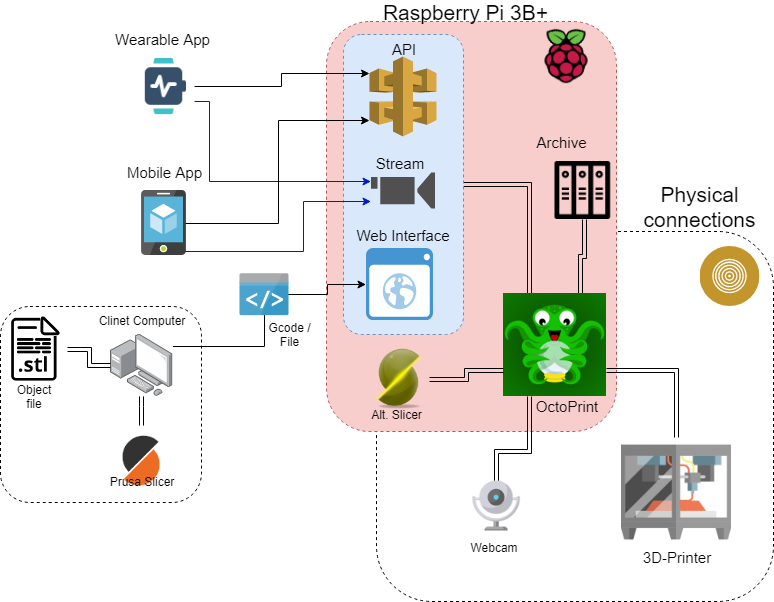 Raspberry Pi 3B+
Wearable App
API
Archive
Mobile App
Stream
Physical
connections
Web Interface
</>
Gcode /
File
Clinet Computer
.stl
Object
file
Prusa Slicer
Alt. Slicer
OctoPrint
Webcam
3D-Printer